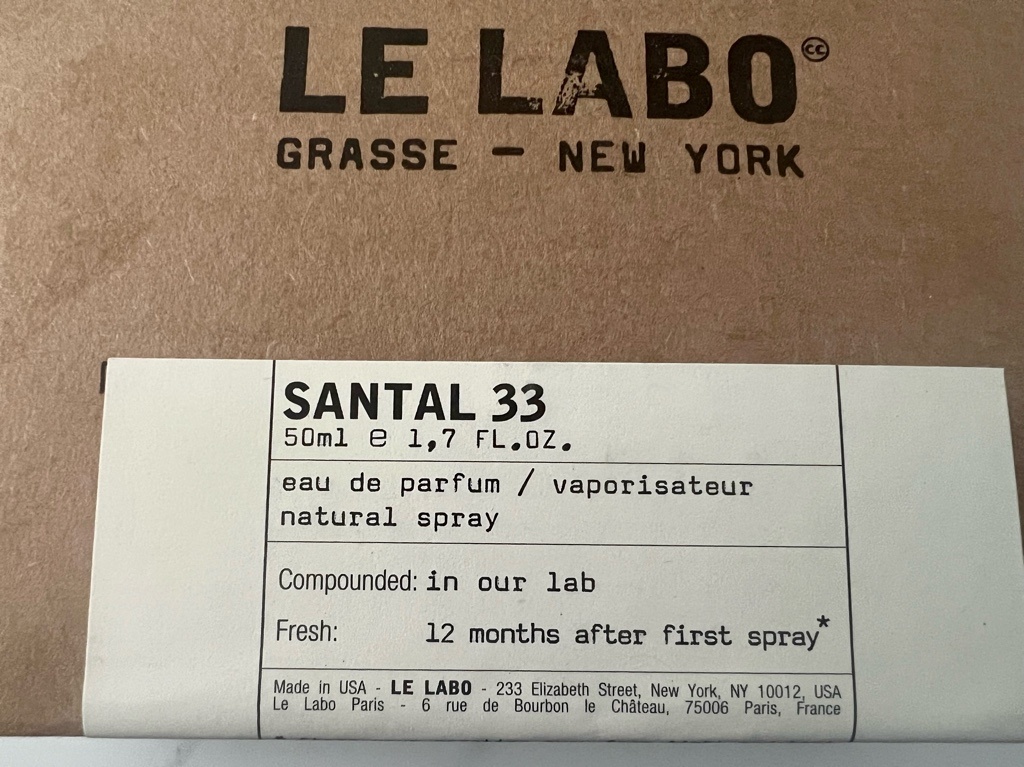 LE LABO
GRASSE — NEW YORK
SANTAL 33
50ml e 1,7 FL.OZ.
eau de parfum / vaporisateur
natural spray
Compounded: in our lab
Fresh: 12 months after first spray*
Made in USA - LE LABO - 233 Elizabeth Street, New York, NY 10012, USA
Le Labo Paris - 6 rue de Bourbon le Château, 75006 Paris, France